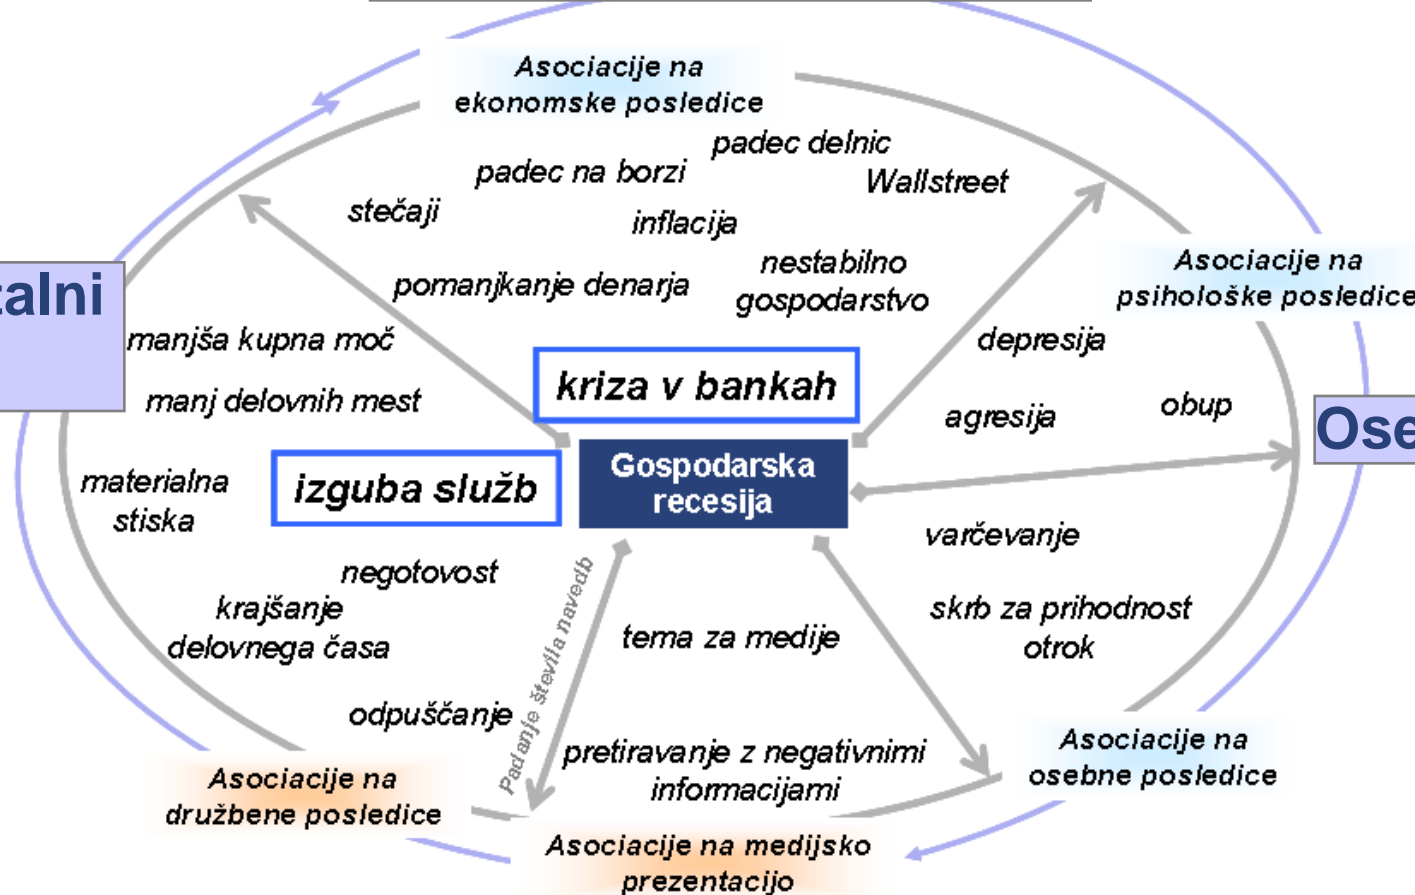 Asociacije na
ekonomske posledice
padec delnic
padec na borzi
Wallstreet
stečaji
inflacija
nestabilno
gospodarstvo
pomanjkanje denarja
Asociacije na
psihološke posledice
talni
manjša kupna moč
depresija
kriza v bankah
manj delovnih mest
agresija
obup
Ose
Gospodarska
recesija
izguba služb
materialna
stiska
varčevanje
negotovost
krajšanje
delovnega časa
Padanje števila navedb
tema za medije
skrb za prihodnost
otrok
odpuščanje
pretiravanje z negativnimi
informacijami
Asociacije na
osebne posledice
Asociacije na
družbene posledice
Asociacije na medijsko
prezentacijo